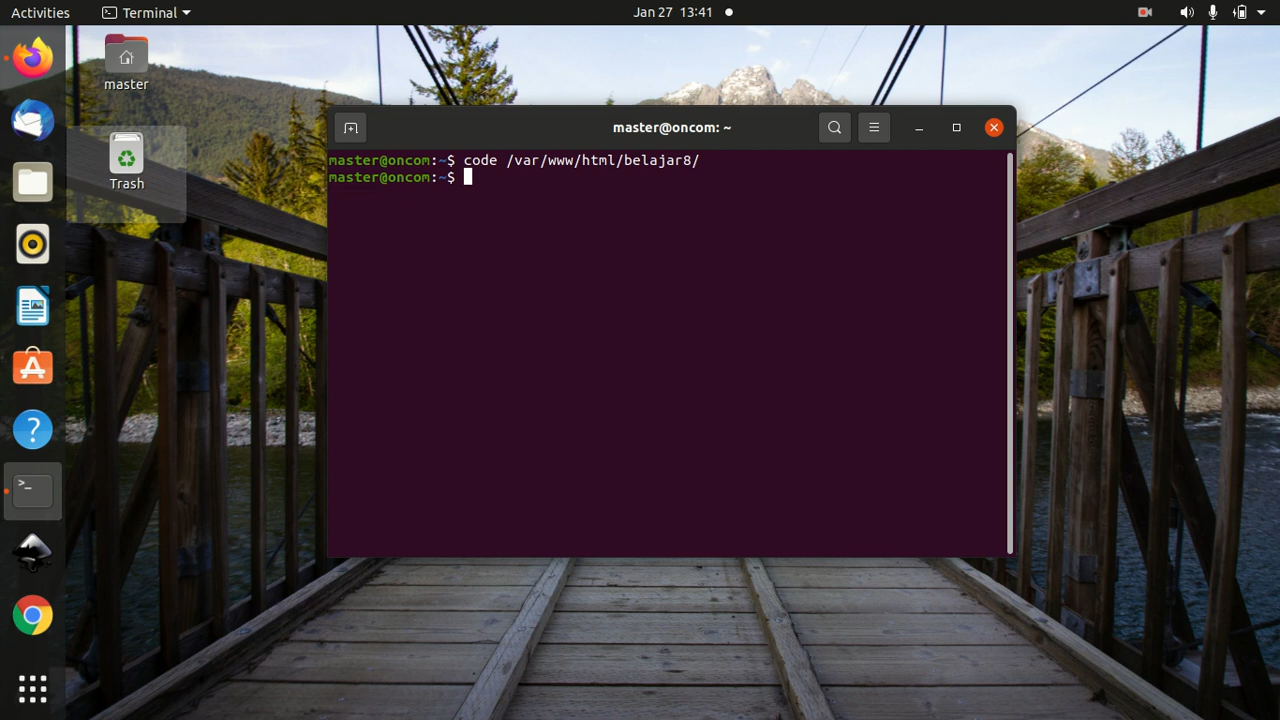 Activities
Terminal
Jan 27 13:41
master
Trash
master@oncom: ~
master@oncom:~$ code /var/www/html/belajar8/
master@oncom:~$